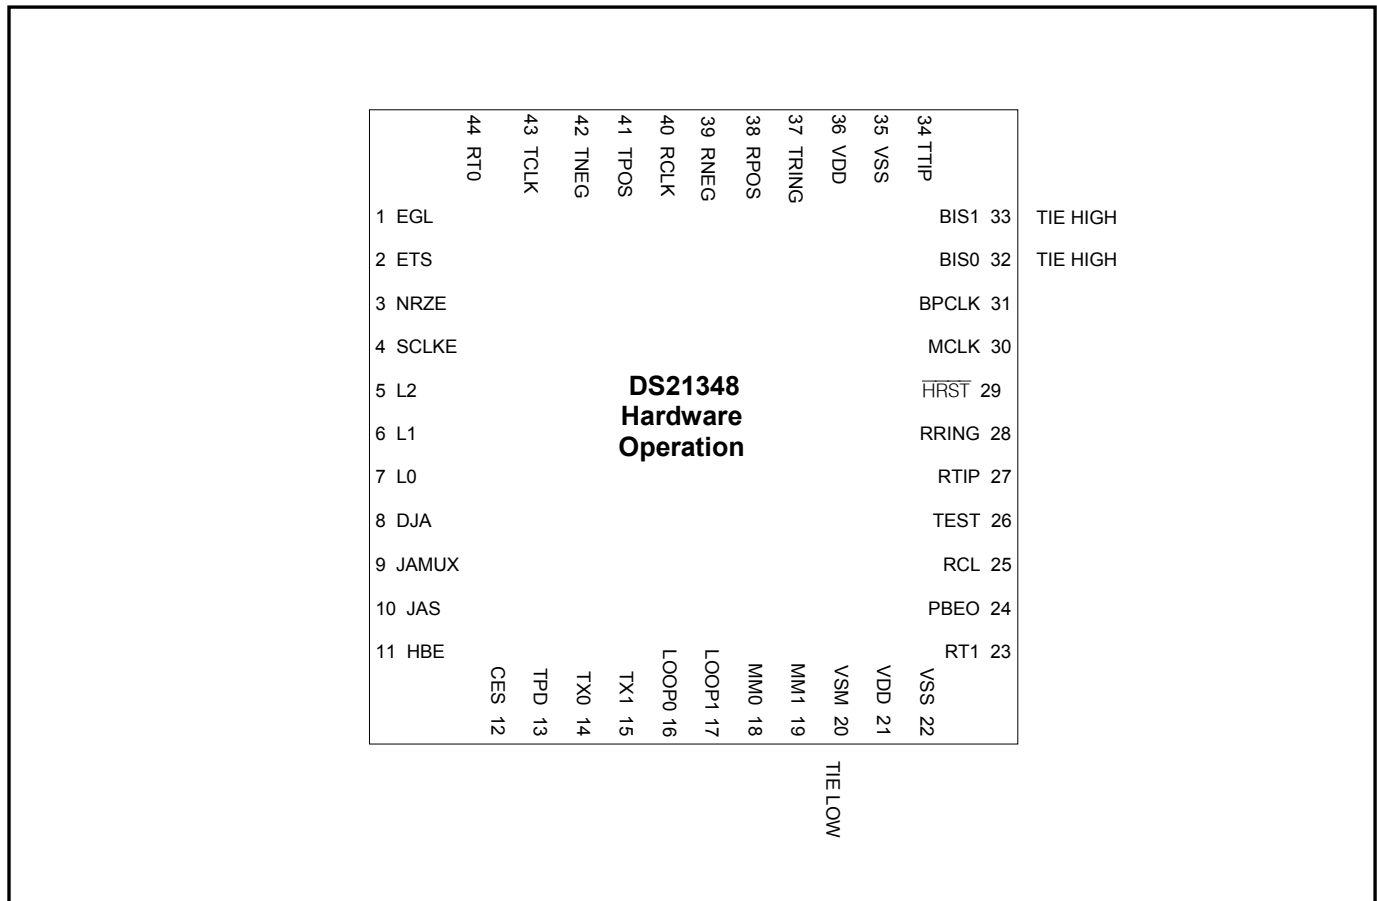 44 RT0
43 TCLK
42 TNEG
41 TPOS
40 RCLK
39 RNEG
38 RPOS
37 TRING
36 VDD
35 VSS
34 TTIP
1 EGL
2 ETS
3 NRZE
4 SCLKE
5 L2
6 L1
7 L0
8 DJA
9 JAMUX
10 JAS
11 HBE
DS21348
Hardware
Operation
BIS1 33 TIE HIGH
BIS0 32 TIE HIGH
BPCLK 31
MCLK 30
HRST 29
RRING 28
RTIP 27
TEST 26
RCL 25
PBEO 24
RT1 23
CES 12
TPD 13
TX0 14
TX1 15
LOOP0 16
LOOP1 17
MM0 18
MM1 19
VSM 20
VDD 21
VSS 22
TIE LOW